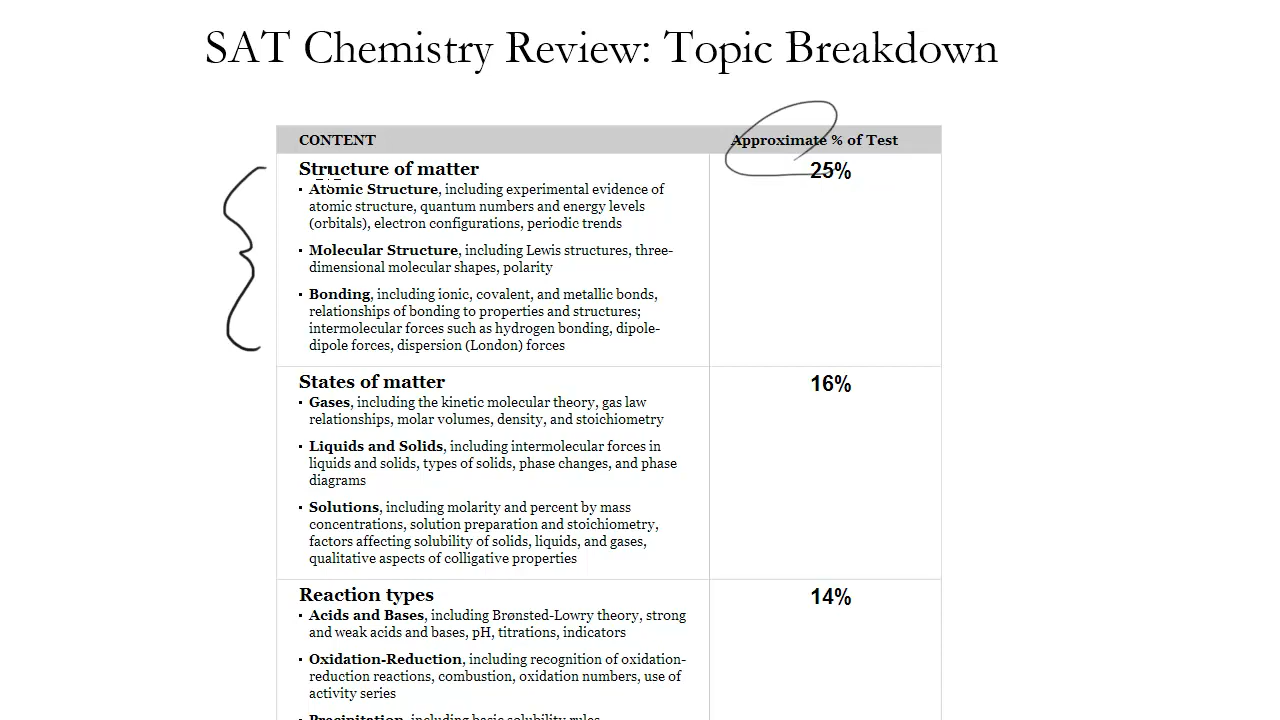 SAT Chemistry Review: Topic Breakdown
CONTENT Approximate % of Test
Structure of matter 25%
▪ Atomic Structure, including experimental evidence of
atomic structure, quantum numbers and energy levels
(orbitals), electron configurations, periodic trends
▪ Molecular Structure, including Lewis structures, three-
dimensional molecular shapes, polarity
▪ Bonding, including ionic, covalent, and metallic bonds,
relationships of bonding to properties and structures;
intermolecular forces such as hydrogen bonding, dipole-
dipole forces, dispersion (London) forces
States of matter 16%
▪ Gases, including the kinetic molecular theory, gas law
relationships, molar volumes, density, and stoichiometry
▪ Liquids and Solids, including intermolecular forces in
liquids and solids, types of solids, phase changes, and phase
diagrams
▪ Solutions, including molarity and percent by mass
concentrations, solution preparation and stoichiometry,
factors affecting solubility of solids, liquids, and gases,
qualitative aspects of colligative properties
Reaction types 14%
▪ Acids and Bases, including Brønsted-Lowry theory, strong
and weak acids and bases, pH, titrations, indicators
▪ Oxidation-Reduction, including recognition of oxidation-
reduction reactions, combustion, oxidation numbers, use of
activity series
▪ Precipitation, including basic solubility rules